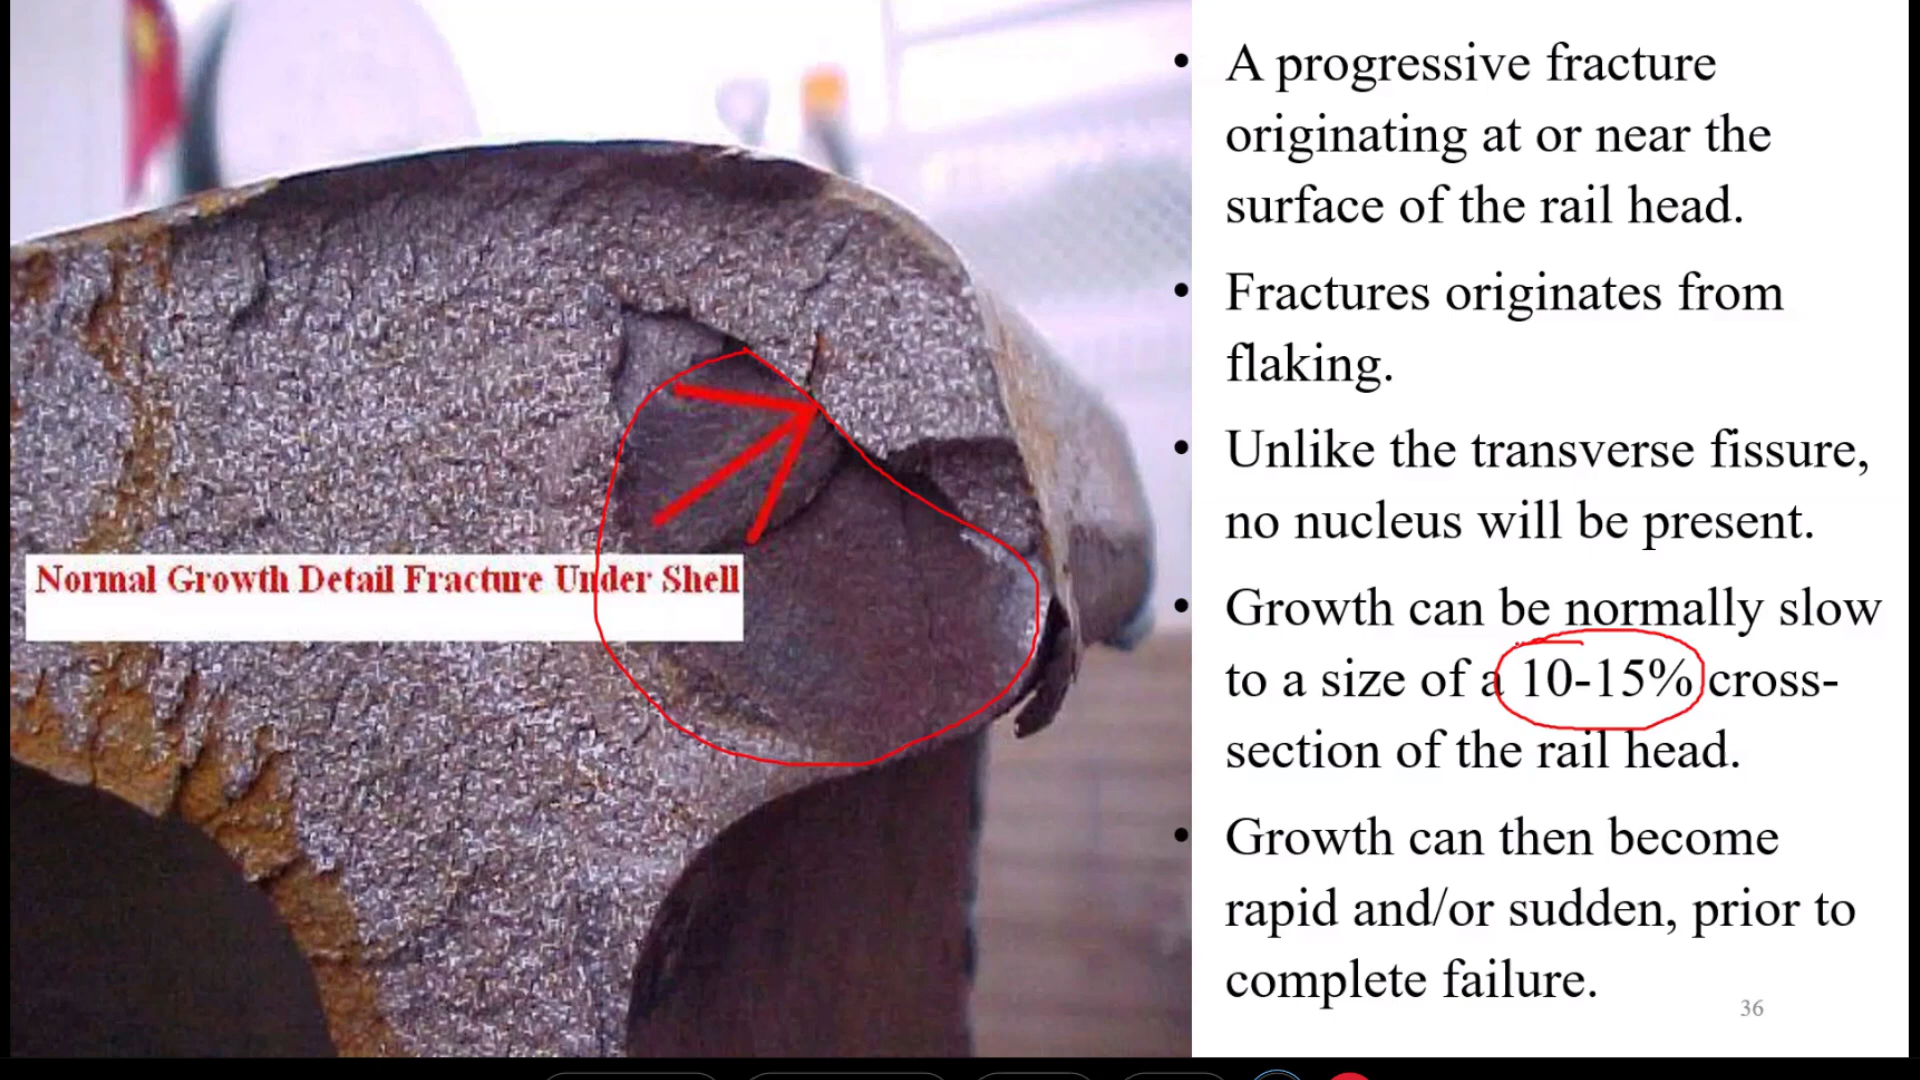 Normal Growth Detail Fracture Under Shell
• A progressive fracture
originating at or near the
surface of the rail head.
• Fractures originates from
flaking.
• Unlike the transverse fissure,
no nucleus will be present.
• Growth can be normally slow
to a size of a 10-15% cross-
section of the rail head.
• Growth can then become
rapid and/or sudden, prior to
complete failure.
36